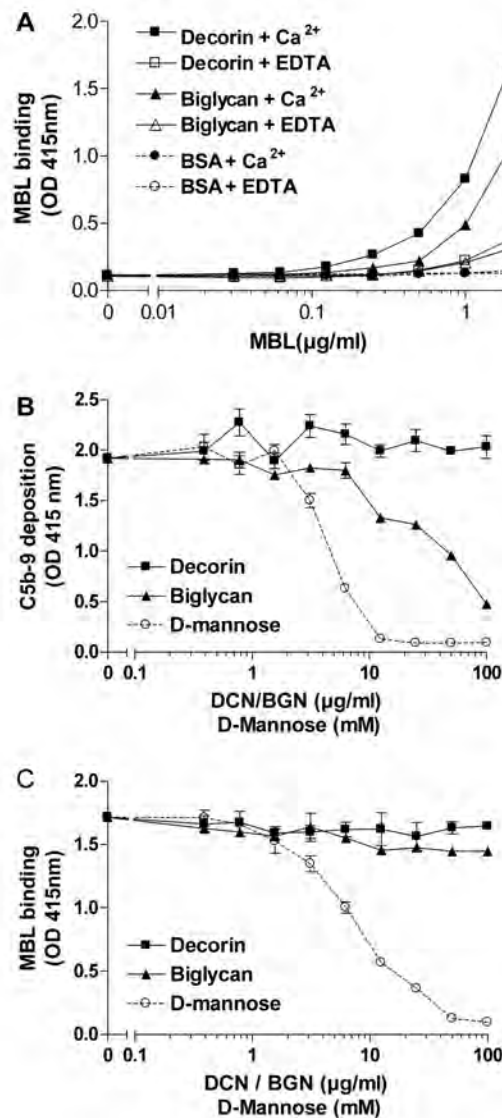 A
2.0
1.5
1.0
0.5
0.0
MBL binding
(OD 415nm)
Decorin + Ca2+
Decorin + EDTA
Biglycan + Ca2+
Biglycan + EDTA
BSA + Ca2+
BSA + EDTA
0 0.01 0.1 1
MBL(µg/ml)
B
2.5
2.0
1.5
1.0
0.5
0.0
C5b-9 deposition
(OD 415 nm)
Decorin
Biglycan
D-mannose
0 0.1 1 10 100
DCN/BGN (µg/ml)
D-Mannose (mM)
C
2.0
1.5
1.0
0.5
0.0
MBL binding
(OD 415nm)
Decorin
Biglycan
D-mannose
0 0.1 1 10 100
DCN / BGN (µg/ml)
D-Mannose (mM)